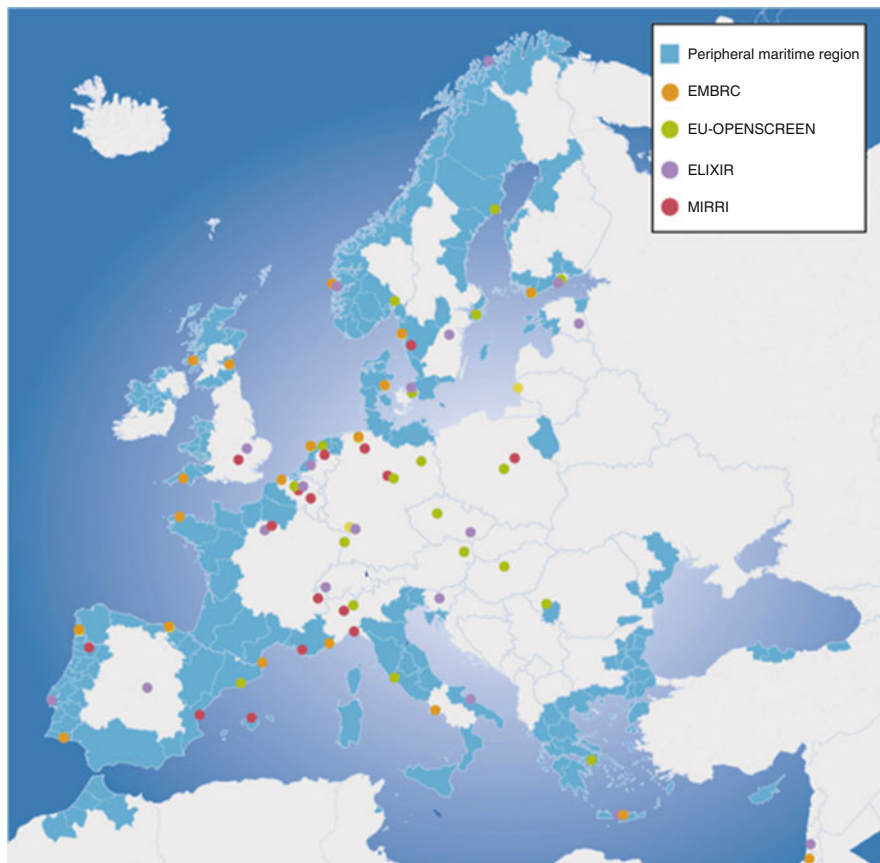 Peripheral maritime region
EMBRC
EU-OPENSCREEN
ELIXIR
MIRRI